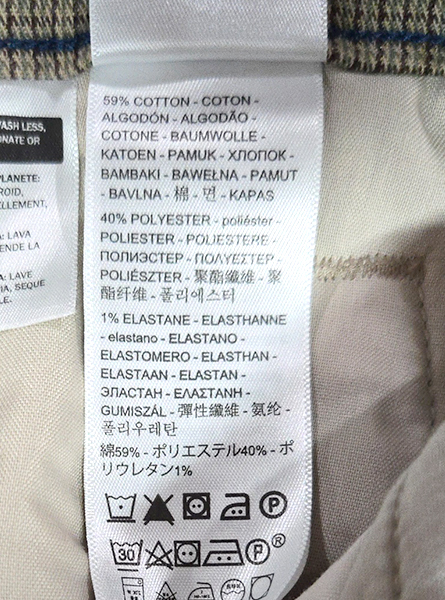 59% COTTON - COTON -
ALGODÓN - ALGODÃO -
COTONE - BAUMWOLLE -
KATOEN - PAMUK - ХЛОПОК -
BAMBAKI - BAWEŁNA - PAMUT
- BAVLNA - 棉 - 면 - KAPAS
40% POLYESTER - poliéster -
POLIESTER - POLIESTERE -
ПОЛИЭСТЕР - ΠΟΛΥΕΣΤΕΡ -
POLIÉSZTER - 聚酯纖維 - 聚
酯纤维 - 폴리에스터
1% ELASTANE - ELASTHANNE
- elastano - ELASTANO -
ELASTOMERO - ELASTHAN -
ELASTAAN - ELASTAN -
ЭЛАСТАН - ΕΛΑΣΤΑΝΗ -
GUMISZÁL - 彈性纖維 - 氨纶 -
폴리우레탄
綿59% - ポリエステル40% - ポ
リウレタン1%
P
30 P ®
WASH LESS,
ONATE OR
PLANETE:
ROID,
ELLEMENT,
A: LAVA
ENDE LA
A: LAVE
IA, SEQUE